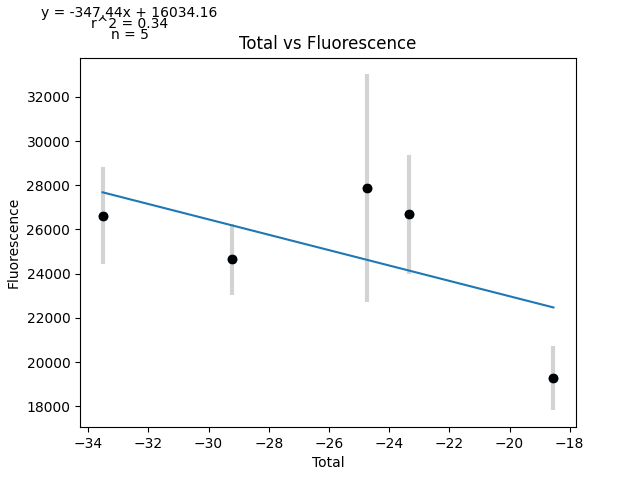 y = -347.44x + 16034.16
r^2 = 0.34
n = 5
Total vs Fluorescence
Fluorescence
32000
30000
28000
26000
24000
22000
20000
18000
−34
−32
−30
−28
−26
−24
−22
−20
−18
Total